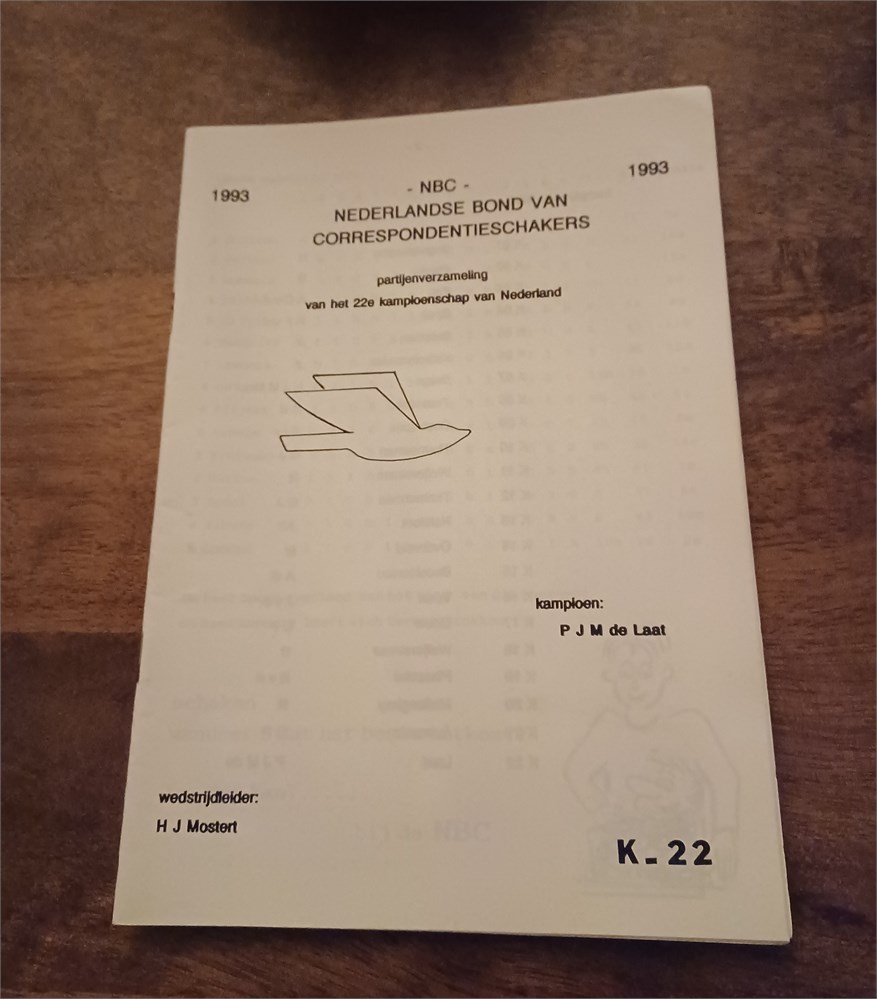 1993
1993
- NBC -
NEDERLANDSE BOND VAN
CORRESPONDENTIESCHAKERS
partijenverzameling
van het 22e kampioenschap van Nederland
kampioen:
P J M de Laat
wedstrijdleider:
H J Mostert
K-22